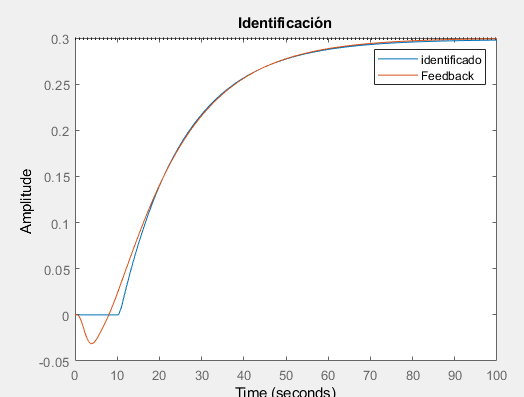 Identificación
0.3
0.25
0.2
0.15
0.1
0.05
0
-0.05
Amplitude
identificado
Feedback
0 10 20 30 40 50 60 70 80 90 100
Time (seconds)